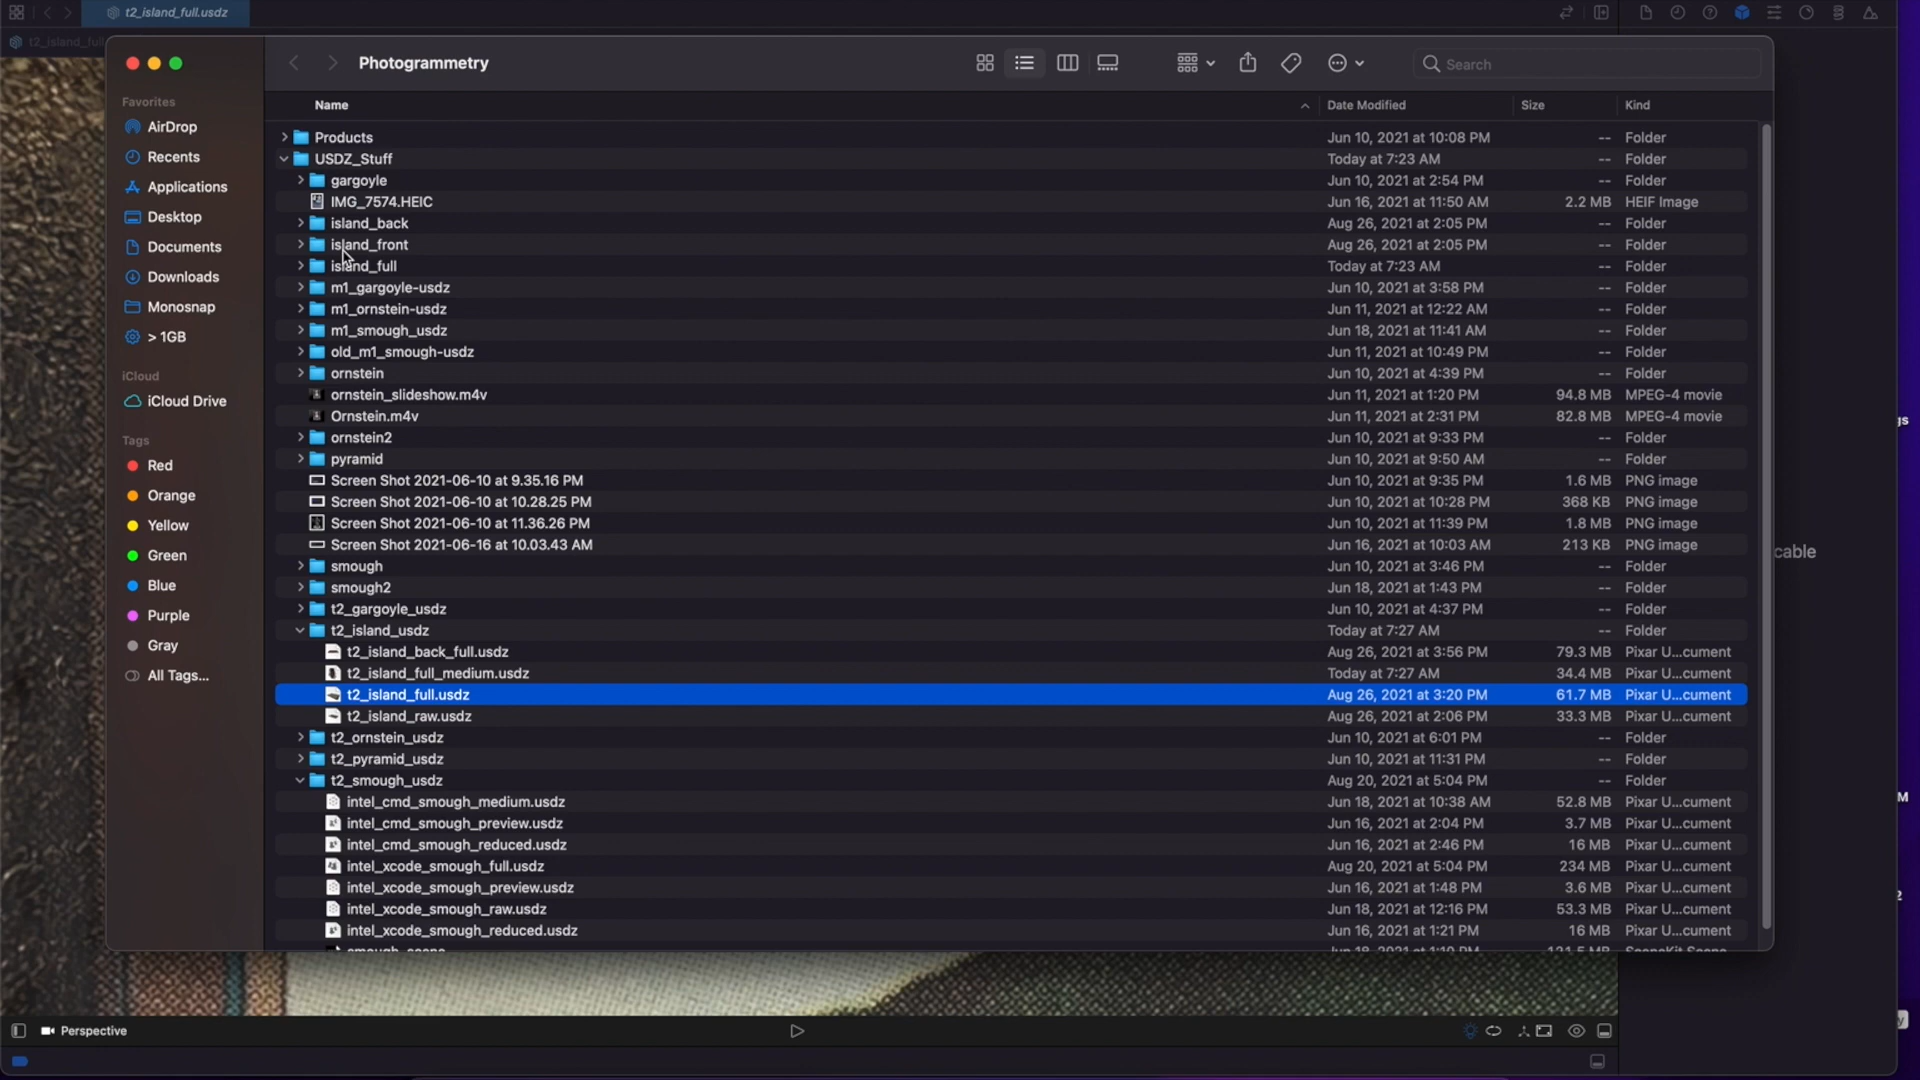 t2_island_full.usdz
t2_island_full
Photogrammetry
Search
Favorites
AirDrop
Recents
Applications
Desktop
Documents
Downloads
Monosnap
> 1GB
iCloud
iCloud Drive
Tags
Red
Orange
Yellow
Green
Blue
Purple
Gray
All Tags...
Name Date Modified Size Kind
Products Jun 10, 2021 at 10:08 PM -- Folder
USDZ_Stuff Today at 7:23 AM -- Folder
gargoyle Jun 10, 2021 at 2:54 PM -- Folder
IMG_7574.HEIC Jun 16, 2021 at 11:50 AM 2.2 MB HEIF Image
island_back Aug 26, 2021 at 2:05 PM -- Folder
island_front Aug 26, 2021 at 2:05 PM -- Folder
island_full Today at 7:23 AM -- Folder
m1_gargoyle-usdz Jun 10, 2021 at 3:58 PM -- Folder
m1_ornstein-usdz Jun 11, 2021 at 12:22 AM -- Folder
m1_smough_usdz Jun 18, 2021 at 11:41 AM -- Folder
old_m1_smough-usdz Jun 11, 2021 at 10:49 PM -- Folder
ornstein Jun 10, 2021 at 4:39 PM -- Folder
ornstein_slideshow.m4v Jun 11, 2021 at 1:20 PM 94.8 MB MPEG-4 movie
Ornstein.m4v Jun 11, 2021 at 2:31 PM 82.8 MB MPEG-4 movie
ornstein2 Jun 10, 2021 at 9:33 PM -- Folder
pyramid Jun 10, 2021 at 9:50 AM -- Folder
Screen Shot 2021-06-10 at 9.35.16 PM Jun 10, 2021 at 9:35 PM 1.6 MB PNG image
Screen Shot 2021-06-10 at 10.28.25 PM Jun 10, 2021 at 10:28 PM 368 KB PNG image
Screen Shot 2021-06-10 at 11.36.26 PM Jun 10, 2021 at 11:39 PM 1.8 MB PNG image
Screen Shot 2021-06-16 at 10.03.43 AM Jun 16, 2021 at 10:03 AM 213 KB PNG image
smough Jun 10, 2021 at 3:46 PM -- Folder
smough2 Jun 18, 2021 at 1:43 PM -- Folder
t2_gargoyle_usdz Jun 10, 2021 at 4:37 PM -- Folder
t2_island_usdz Today at 7:27 AM -- Folder
t2_island_back_full.usdz Aug 26, 2021 at 3:56 PM 79.3 MB Pixar U...cument
t2_island_full_medium.usdz Today at 7:27 AM 34.4 MB Pixar U...cument
t2_island_full.usdz Aug 26, 2021 at 3:20 PM 61.7 MB Pixar U...cument
t2_island_raw.usdz Aug 26, 2021 at 2:06 PM 33.3 MB Pixar U...cument
t2_ornstein_usdz Jun 10, 2021 at 6:01 PM -- Folder
t2_pyramid_usdz Jun 10, 2021 at 11:31 PM -- Folder
t2_smough_usdz Aug 20, 2021 at 5:04 PM -- Folder
intel_cmd_smough_medium.usdz Jun 18, 2021 at 10:38 AM 52.8 MB Pixar U...cument
intel_cmd_smough_preview.usdz Jun 16, 2021 at 2:04 PM 3.7 MB Pixar U...cument
intel_cmd_smough_reduced.usdz Jun 16, 2021 at 2:46 PM 16 MB Pixar U...cument
intel_xcode_smough_full.usdz Aug 20, 2021 at 5:04 PM 234 MB Pixar U...cument
intel_xcode_smough_preview.usdz Jun 16, 2021 at 1:48 PM 3.6 MB Pixar U...cument
intel_xcode_smough_raw.usdz Jun 18, 2021 at 12:16 PM 53.3 MB Pixar U...cument
intel_xcode_smough_reduced.usdz Jun 16, 2021 at 1:21 PM 16 MB Pixar U...cument
cable
gs
M
2
Perspective